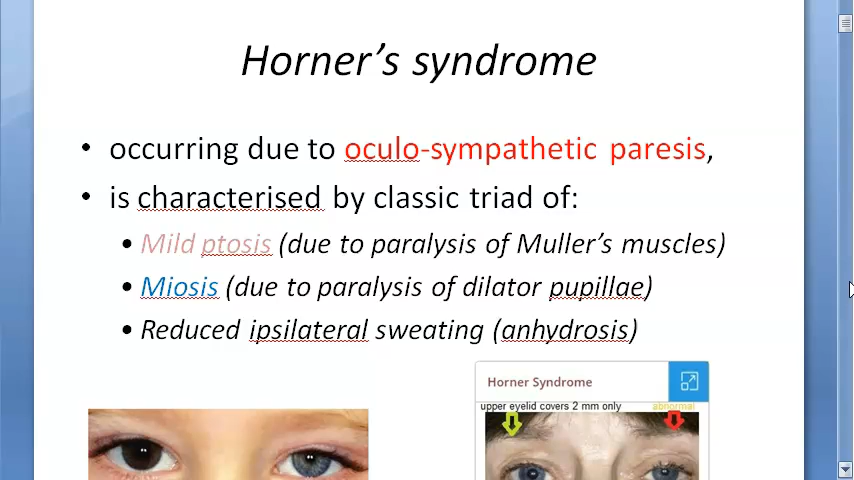 Horner’s syndrome
• occurring due to oculo-sympathetic paresis,
• is characterised by classic triad of:
• Mild ptosis (due to paralysis of Muller’s muscles)
• Miosis (due to paralysis of dilator pupillae)
• Reduced ipsilateral sweating (anhydrosis)
Horner Syndrome
upper eyelid covers 2 mm only abnormal